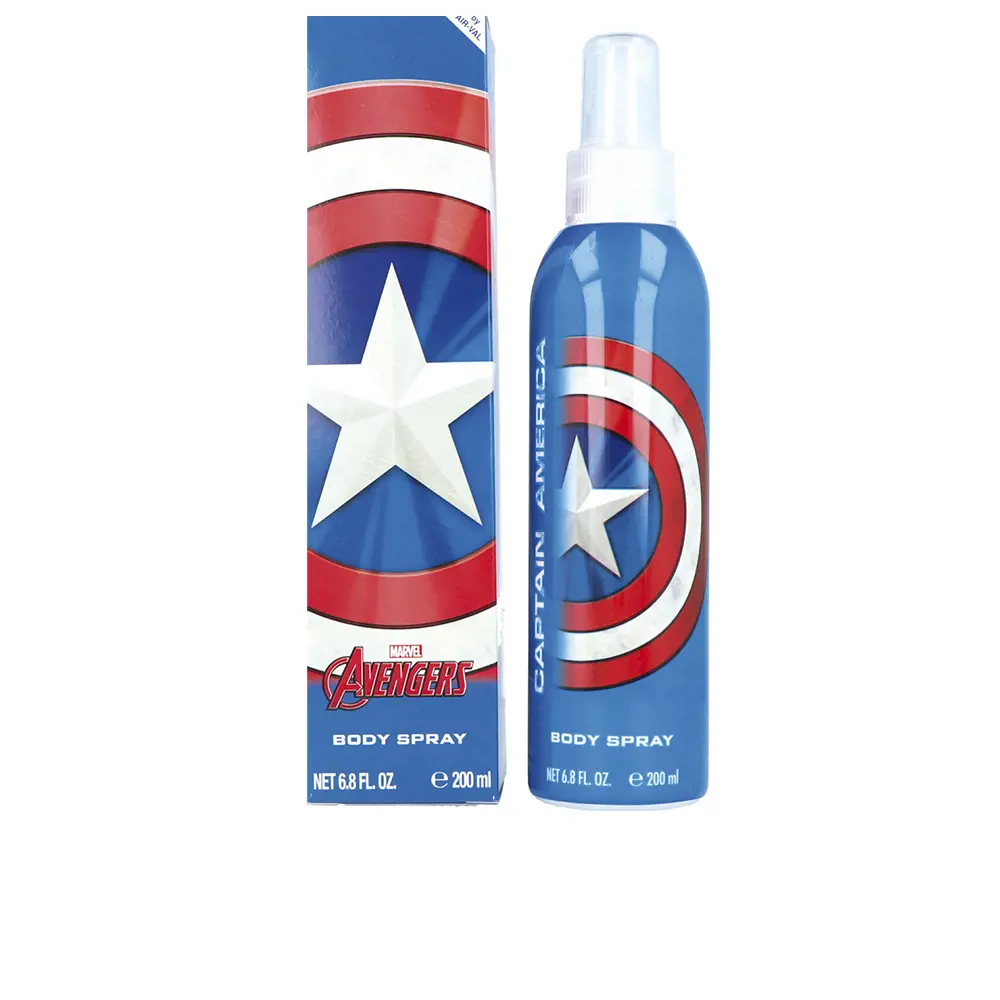 by
AIR-VAL
MARVEL
AVENGERS
BODY SPRAY
NET 6.8 FL. OZ. ℮ 200 ml
CAPTAIN AMERICA
BODY SPRAY
NET 6.8 FL. OZ. ℮ 200 ml